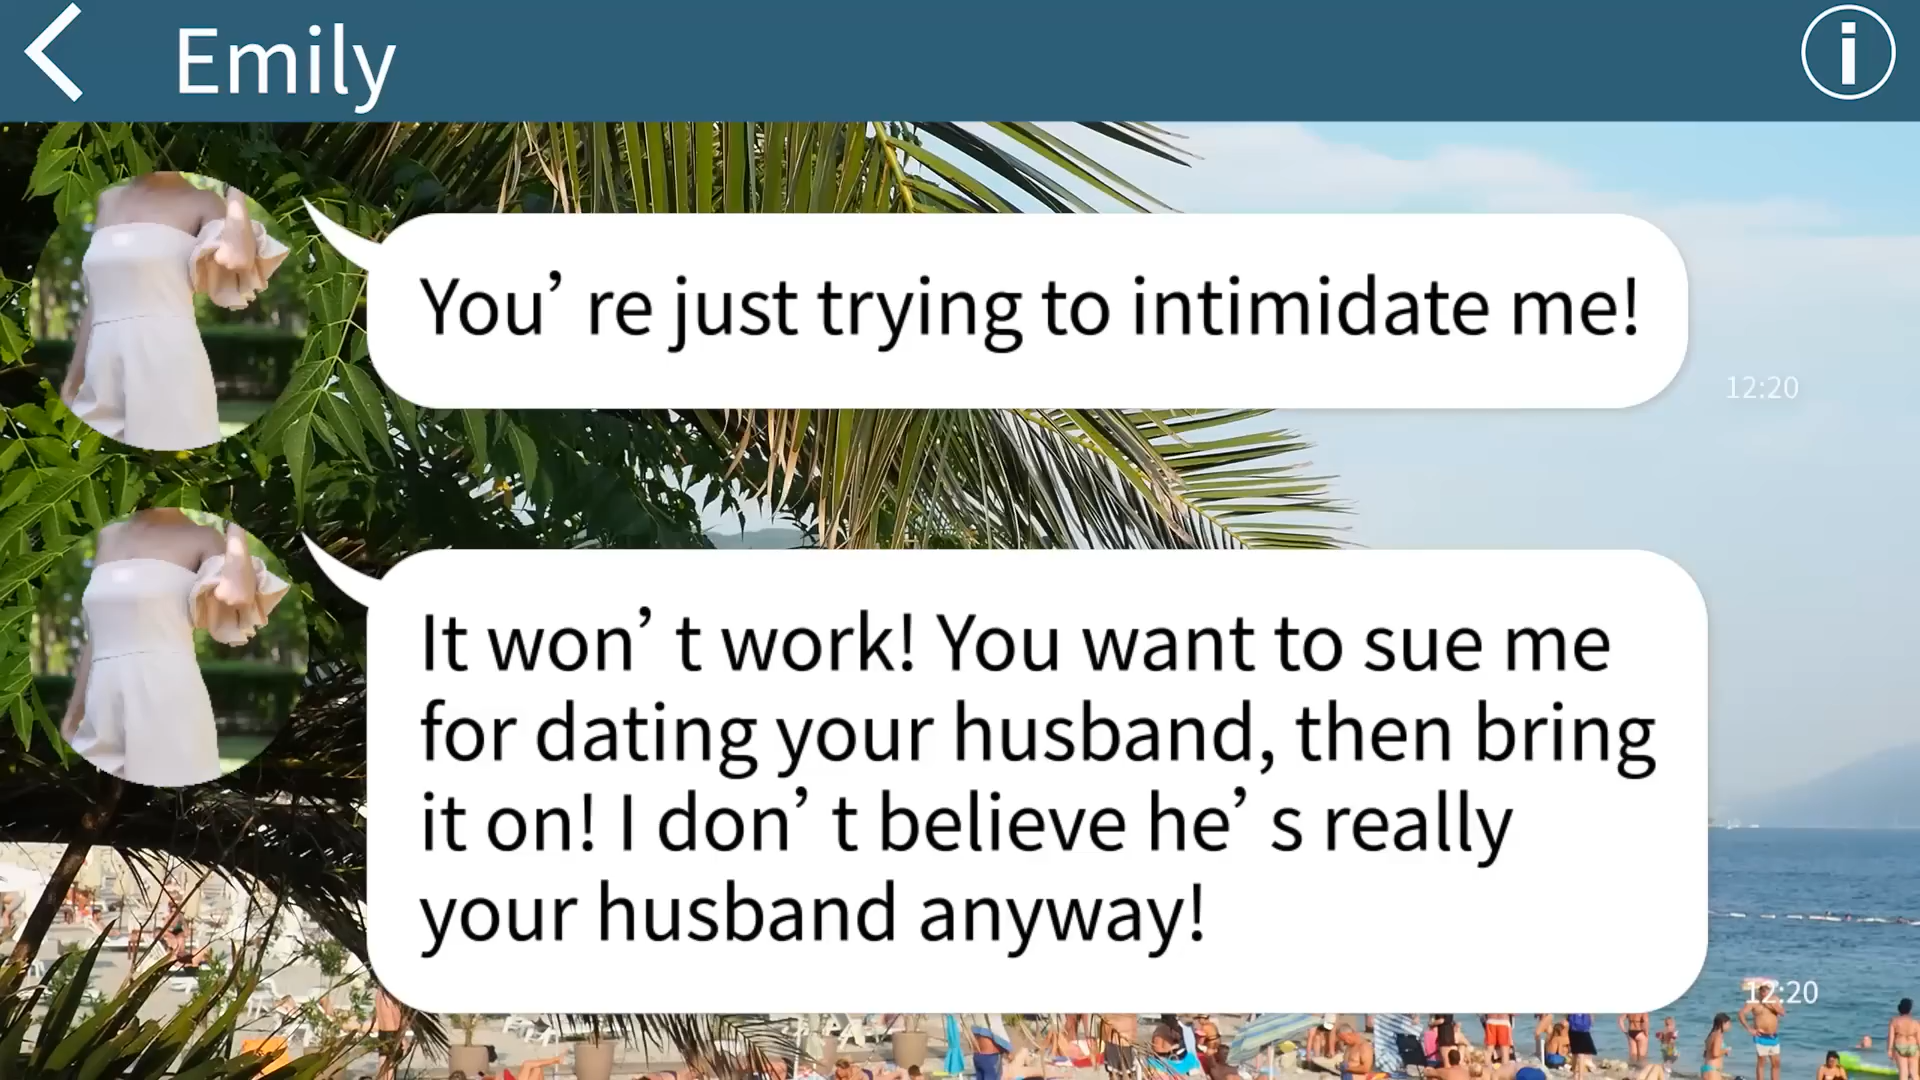 Emily
You’re just trying to intimidate me!
12:20
It won’t work! You want to sue me
for dating your husband, then bring
it on! I don’t believe he’s really
your husband anyway!
12:20